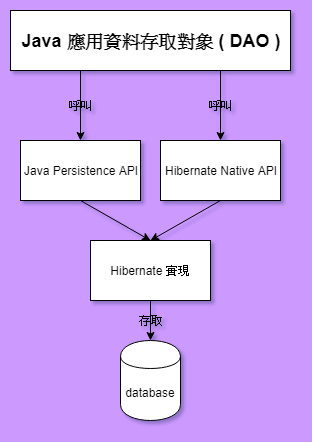 Java 應用資料存取對象 ( DAO )
呼叫
呼叫
Java Persistence API
Hibernate Native API
Hibernate 實現
存取
database